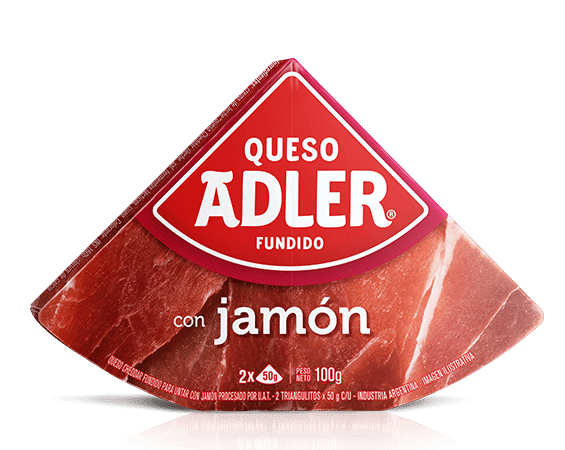 QUESO
ADLER®
FUNDIDO
con jamón
2x 50g PESO NETO 100g
QUESO CHEDDAR FUNDIDO PARA UNTAR CON JAMÓN PROCESADO POR U.A.T. - 2 TRIANGULITOS x 50 g C/U - INDUSTRIA ARGENTINA - IMAGEN ILUSTRATIVA